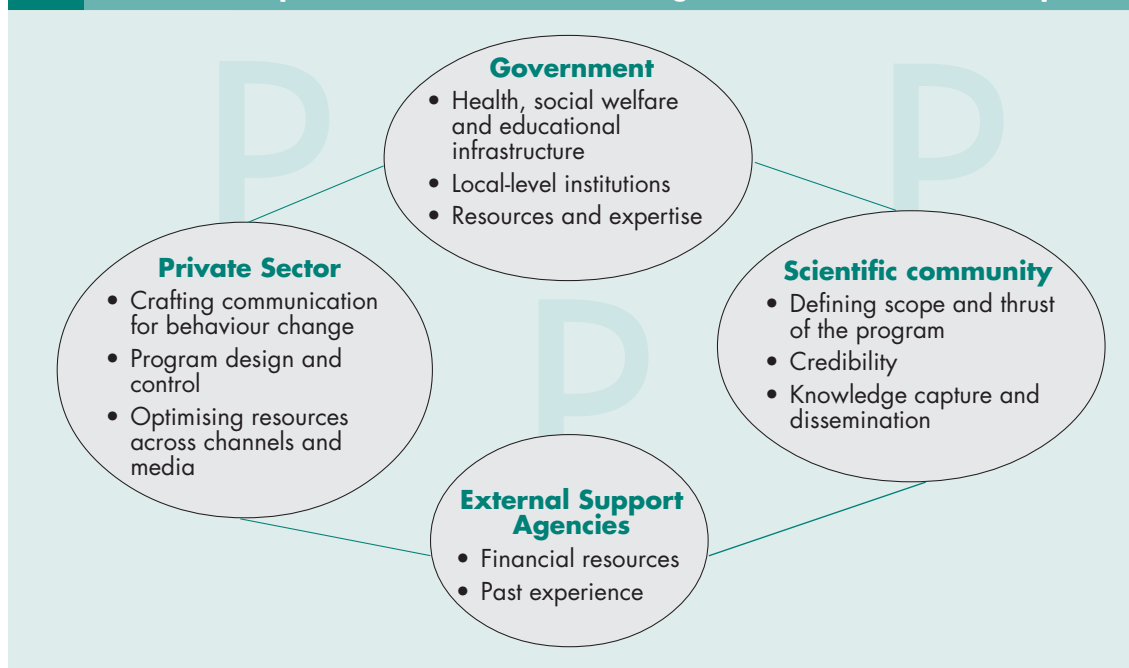 Government
• Health, social welfare
and educational
infrastructure
• Local-level institutions
• Resources and expertise
Private Sector
• Crafting communication
for behaviour change
• Program design and
control
• Optimising resources
across channels and
media
Scientific community
• Defining scope and thrust
of the program
• Credibility
• Knowledge capture and
dissemination
External Support
Agencies
• Financial resources
• Past experience
P
P
P